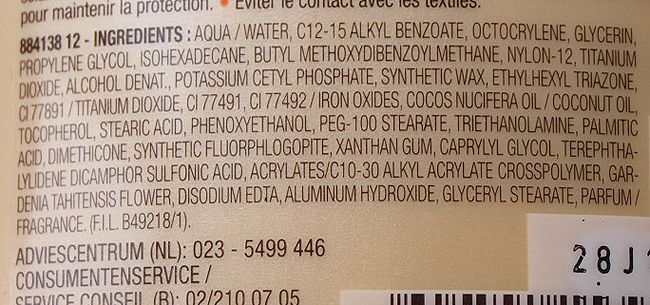 pour maintenir la protection. • Éviter le contact avec les textiles.
884138 12 - INGREDIENTS : AQUA / WATER, C12-15 ALKYL BENZOATE, OCTOCRYLENE, GLYCERIN,
PROPYLENE GLYCOL, ISOHEXADECANE, BUTYL METHOXYDIBENZOYLMETHANE, NYLON-12, TITANIUM
DIOXIDE, ALCOHOL DENAT., POTASSIUM CETYL PHOSPHATE, SYNTHETIC WAX, ETHYLHEXYL TRIAZONE,
CI 77891 / TITANIUM DIOXIDE, CI 77491, CI 77492 / IRON OXIDES, COCOS NUCIFERA OIL / COCONUT OIL,
TOCOPHEROL, STEARIC ACID, PHENOXYETHANOL, PEG-100 STEARATE, TRIETHANOLAMINE, PALMITIC
ACID, DIMETHICONE, SYNTHETIC FLUORPHLOGOPITE, XANTHAN GUM, CAPRYLYL GLYCOL, TEREPHTHA-
LYLIDENE DICAMPHOR SULFONIC ACID, ACRYLATES/C10-30 ALKYL ACRYLATE CROSSPOLYMER, GAR-
DENIA TAHITENSIS FLOWER, DISODIUM EDTA, ALUMINUM HYDROXIDE, GLYCERYL STEARATE, PARFUM /
FRAGRANCE. (F.I.L. B49218/1).
ADVIESCENTRUM (NL): 023 - 5499 446
CONSUMENTENSERVICE /
SERVICE CONSEIL (B): 02/210 07 05
28J